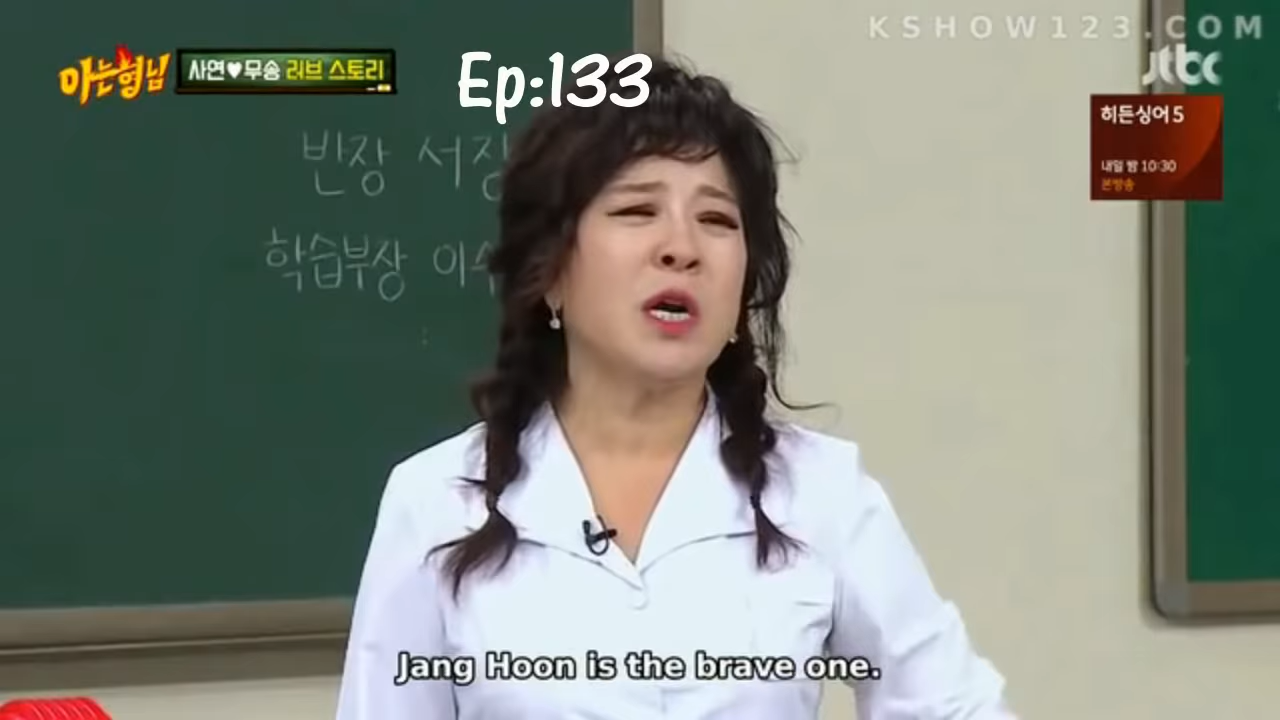 KSHOW123.COM
아는형님
사연♥무송 러브 스토리
Ep:133
jtbc
히든싱어5
내일 밤 10:30
본방송
반장 서장
학습부장 이수
Jang Hoon is the brave one.